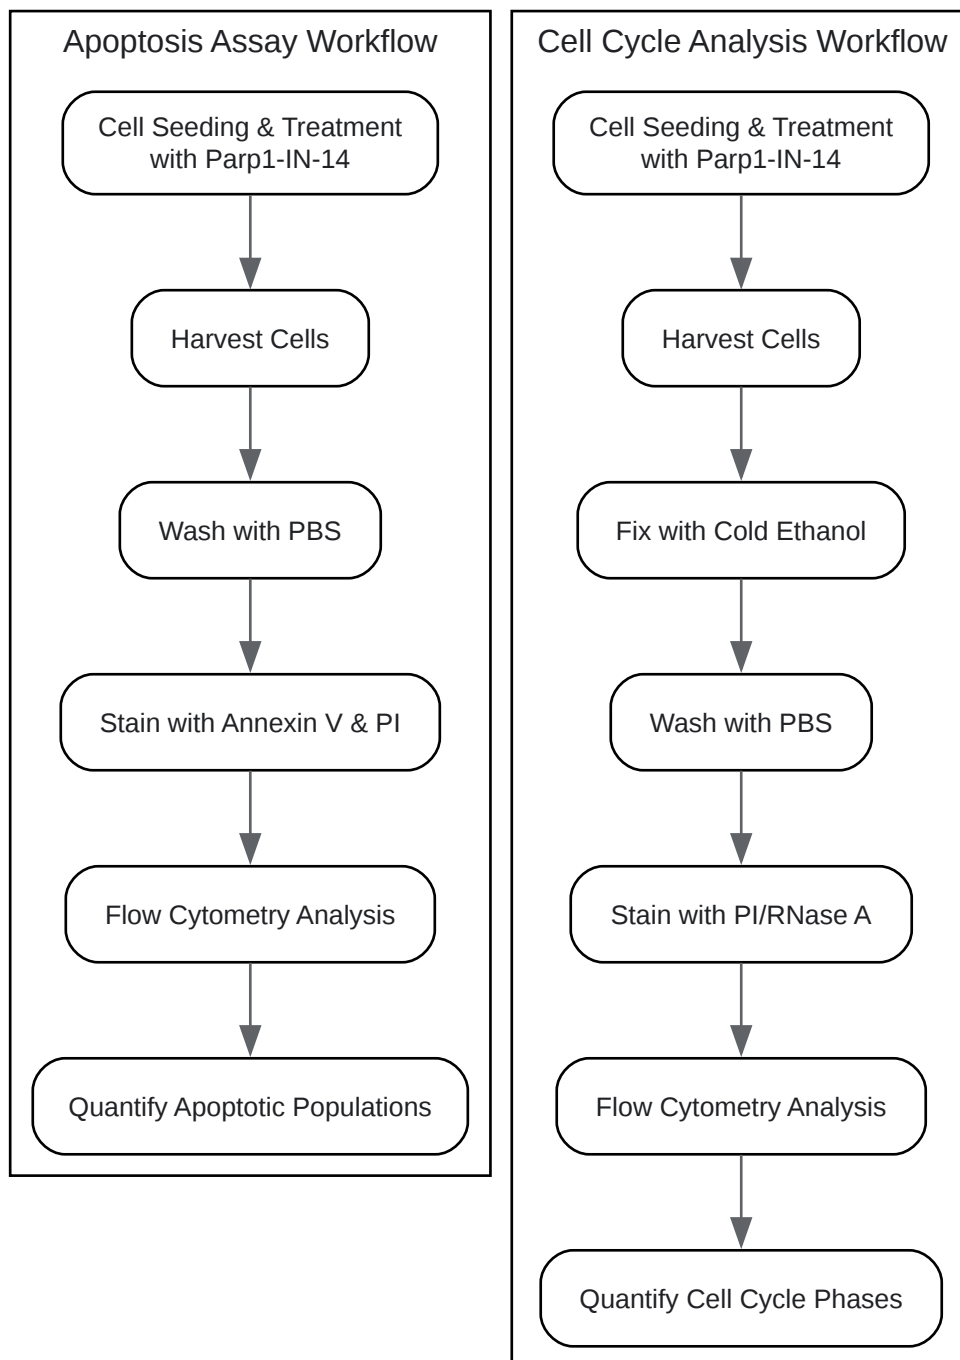 Apoptosis Assay Workflow
Cell Seeding & Treatment
with Parp1-IN-14
Harvest Cells
Wash with PBS
Stain with Annexin V & PI
Flow Cytometry Analysis
Quantify Apoptotic Populations
Cell Cycle Analysis Workflow
Cell Seeding & Treatment
with Parp1-IN-14
Harvest Cells
Fix with Cold Ethanol
Wash with PBS
Stain with PI/RNase A
Flow Cytometry Analysis
Quantify Cell Cycle Phases